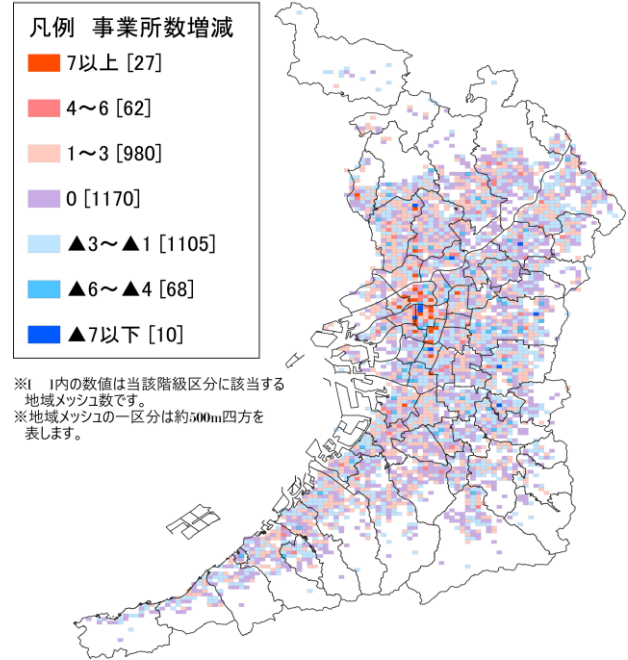 凡例 事業所数増減
7以上 [27]
4～6 [62]
1～3 [980]
0 [1170]
▲3～▲1 [1105]
▲6～▲4 [68]
▲7以下 [10]
※[ ]内の数値は当該階級区分に該当する
地域メッシュ数です。
※地域メッシュの一区分は約500m四方を
表します。